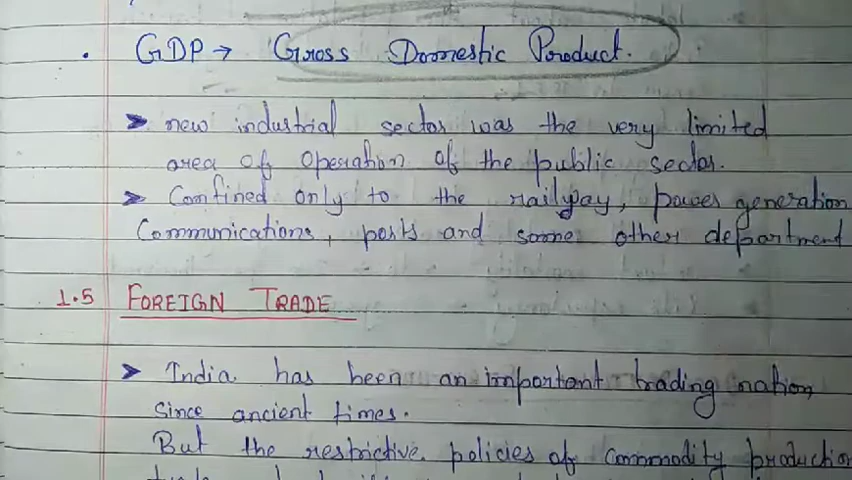 • GDP → Gross Domestic Product.
➤ new industrial sector was the very limited
area of operation of the public sector.
➤ Confined only to the railway, power generation
Communications, posts and some other department
1.5 FOREIGN TRADE
➤ India has been an important trading nation
since ancient times.
But the restrictive policies of commodity production